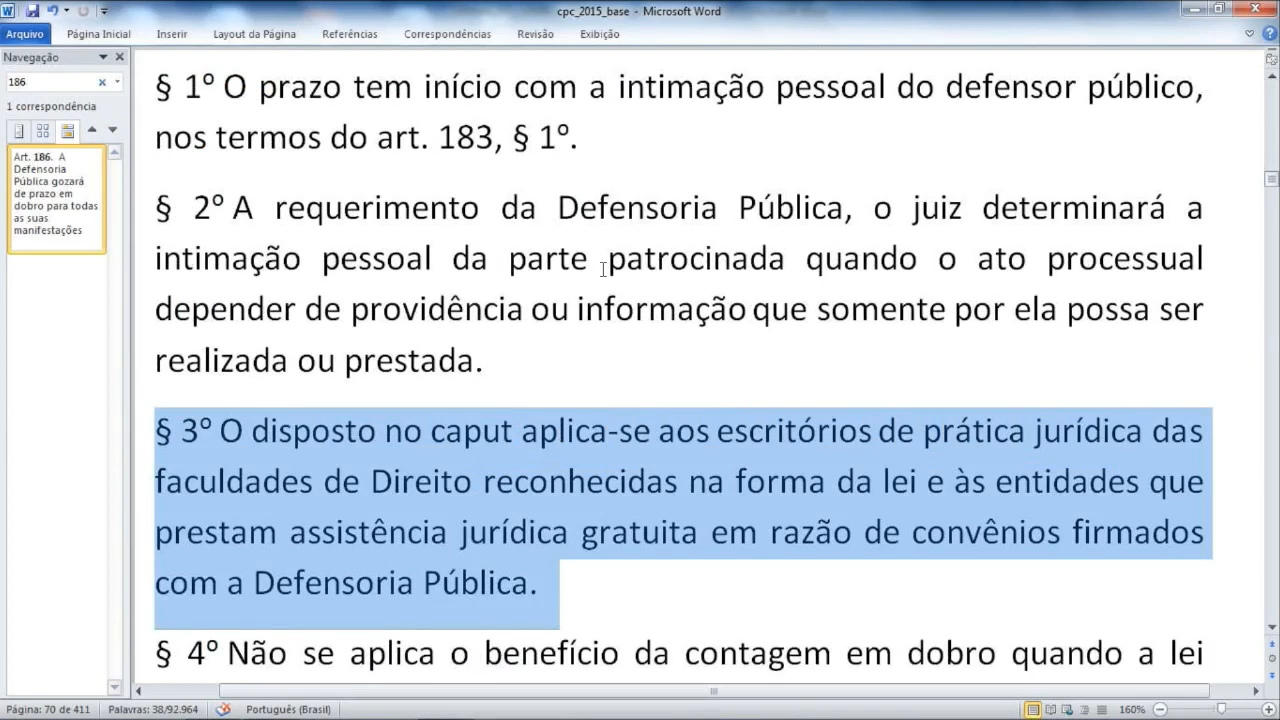 cpc_2015_base - Microsoft Word
Arquivo Página Inicial Inserir Layout da Página Referências Correspondências Revisão Exibição
Navegação
186
1 correspondência
Art. 186. A
Defensoria
Pública gozará
de prazo em
dobro para todas
as suas
manifestações
§ 1º O prazo tem início com a intimação pessoal do defensor público,
nos termos do art. 183, § 1º.
§ 2º A requerimento da Defensoria Pública, o juiz determinará a
intimação pessoal da parte patrocinada quando o ato processual
depender de providência ou informação que somente por ela possa ser
realizada ou prestada.
§ 3º O disposto no caput aplica-se aos escritórios de prática jurídica das
faculdades de Direito reconhecidas na forma da lei e às entidades que
prestam assistência jurídica gratuita em razão de convênios firmados
com a Defensoria Pública.
§ 4º Não se aplica o benefício da contagem em dobro quando a lei
Página: 70 de 411 Palavras: 38/92.964 Português (Brasil) 160%